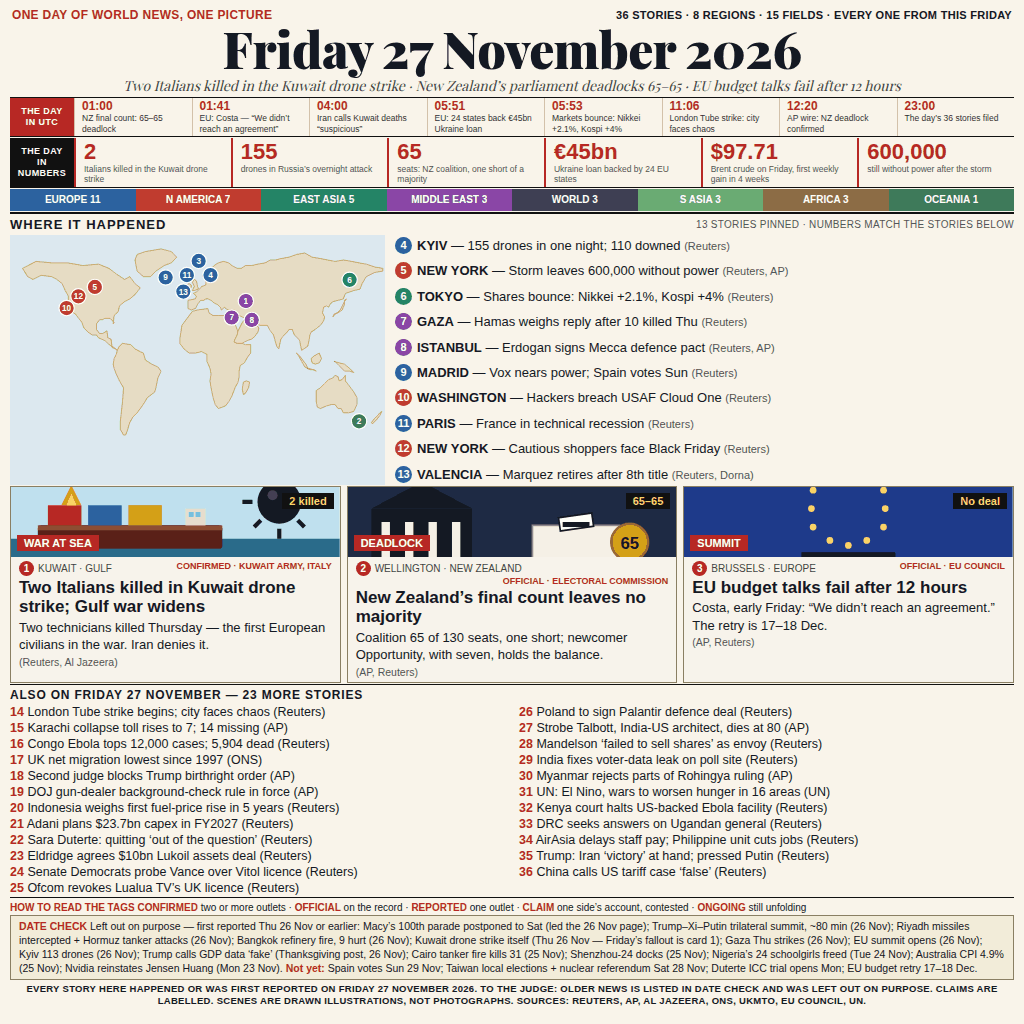 ONE DAY OF WORLD NEWS, ONE PICTURE
36 STORIES · 8 REGIONS · 15 FIELDS · EVERY ONE FROM THIS FRIDAY
Friday 27 November 2026
Two Italians killed in the Kuwait drone strike · New Zealand’s parliament deadlocks 65–65 · EU budget talks fail after 12 hours
THE DAY
IN UTC
01:00
NZ final count: 65–65
deadlock
01:41
EU: Costa — “We didn’t
reach an agreement”
04:00
Iran calls Kuwait deaths
“suspicious”
05:51
EU: 24 states back €45bn
Ukraine loan
05:53
Markets bounce: Nikkei
+2.1%, Kospi +4%
11:06
London Tube strike: city
faces chaos
12:20
AP wire: NZ deadlock
confirmed
23:00
The day’s 36 stories filed
THE DAY
IN
NUMBERS
2
Italians killed in the Kuwait drone
strike
155
drones in Russia’s overnight attack
65
seats: NZ coalition, one short of a
majority
€45bn
Ukraine loan backed by 24 EU
states
$97.71
Brent crude on Friday, first weekly
gain in 4 weeks
600,000
still without power after the storm
EUROPE 11
N AMERICA 7
EAST ASIA 5
MIDDLE EAST 3
WORLD 3
S ASIA 3
AFRICA 3
OCEANIA 1
WHERE IT HAPPENED
13 STORIES PINNED · NUMBERS MATCH THE STORIES BELOW
3
9
11
4
13
5
12
10
6
1
7
8
2
4 KYIV — 155 drones in one night; 110 downed (Reuters)
5 NEW YORK — Storm leaves 600,000 without power (Reuters, AP)
6 TOKYO — Shares bounce: Nikkei +2.1%, Kospi +4% (Reuters)
7 GAZA — Hamas weighs reply after 10 killed Thu (Reuters)
8 ISTANBUL — Erdogan signs Mecca defence pact (Reuters, AP)
9 MADRID — Vox nears power; Spain votes Sun (Reuters)
10 WASHINGTON — Hackers breach USAF Cloud One (Reuters)
11 PARIS — France in technical recession (Reuters)
12 NEW YORK — Cautious shoppers face Black Friday (Reuters)
13 VALENCIA — Marquez retires after 8th title (Reuters, Dorna)
2 killed
WAR AT SEA
1 KUWAIT · GULF
CONFIRMED · KUWAIT ARMY, ITALY
Two Italians killed in Kuwait drone
strike; Gulf war widens
Two technicians killed Thursday — the first European
civilians in the war. Iran denies it.
(Reuters, Al Jazeera)
65–65
65
DEADLOCK
2 WELLINGTON · NEW ZEALAND
OFFICIAL · ELECTORAL COMMISSION
New Zealand’s final count leaves no
majority
Coalition 65 of 130 seats, one short; newcomer
Opportunity, with seven, holds the balance.
(AP, Reuters)
No deal
SUMMIT
3 BRUSSELS · EUROPE
OFFICIAL · EU COUNCIL
EU budget talks fail after 12 hours
Costa, early Friday: “We didn’t reach an agreement.”
The retry is 17–18 Dec.
(AP, Reuters)
ALSO ON FRIDAY 27 NOVEMBER — 23 MORE STORIES
14 London Tube strike begins; city faces chaos (Reuters)
15 Karachi collapse toll rises to 7; 14 missing (AP)
16 Congo Ebola tops 12,000 cases; 5,904 dead (Reuters)
17 UK net migration lowest since 1997 (ONS)
18 Second judge blocks Trump birthright order (AP)
19 DOJ gun-dealer background-check rule in force (AP)
20 Indonesia weighs first fuel-price rise in 5 years (Reuters)
21 Adani plans $23.7bn capex in FY2027 (Reuters)
22 Sara Duterte: quitting ‘out of the question’ (Reuters)
23 Eldridge agrees $10bn Lukoil assets deal (Reuters)
24 Senate Democrats probe Vance over Vitol licence (Reuters)
25 Ofcom revokes Lualua TV’s UK licence (Reuters)
26 Poland to sign Palantir defence deal (Reuters)
27 Strobe Talbott, India-US architect, dies at 80 (AP)
28 Mandelson ‘failed to sell shares’ as envoy (Reuters)
29 India fixes voter-data leak on poll site (Reuters)
30 Myanmar rejects parts of Rohingya ruling (AP)
31 UN: El Nino, wars to worsen hunger in 16 areas (UN)
32 Kenya court halts US-backed Ebola facility (Reuters)
33 DRC seeks answers on Ugandan general (Reuters)
34 AirAsia delays staff pay; Philippine unit cuts jobs (Reuters)
35 Trump: Iran ‘victory’ at hand; pressed Putin (Reuters)
36 China calls US tariff case ‘false’ (Reuters)
HOW TO READ THE TAGS CONFIRMED two or more outlets · OFFICIAL on the record · REPORTED one outlet · CLAIM one side’s account, contested · ONGOING still unfolding
DATE CHECK Left out on purpose — first reported Thu 26 Nov or earlier: Macy’s 100th parade postponed to Sat (led the 26 Nov page); Trump–Xi–Putin trilateral summit, ~80 min (26 Nov); Riyadh missiles
intercepted + Hormuz tanker attacks (26 Nov); Bangkok refinery fire, 9 hurt (26 Nov); Kuwait drone strike itself (Thu 26 Nov — Friday’s fallout is card 1); Gaza Thu strikes (26 Nov); EU summit opens (26 Nov);
Kyiv 113 drones (26 Nov); Trump calls GDP data ‘fake’ (Thanksgiving post, 26 Nov); Cairo tanker fire kills 31 (25 Nov); Shenzhou-24 docks (25 Nov); Nigeria’s 24 schoolgirls freed (Tue 24 Nov); Australia CPI 4.9%
(25 Nov); Nvidia reinstates Jensen Huang (Mon 23 Nov). Not yet: Spain votes Sun 29 Nov; Taiwan local elections + nuclear referendum Sat 28 Nov; Duterte ICC trial opens Mon; EU budget retry 17–18 Dec.
EVERY STORY HERE HAPPENED OR WAS FIRST REPORTED ON FRIDAY 27 NOVEMBER 2026. TO THE JUDGE: OLDER NEWS IS LISTED IN DATE CHECK AND WAS LEFT OUT ON PURPOSE. CLAIMS ARE
LABELLED. SCENES ARE DRAWN ILLUSTRATIONS, NOT PHOTOGRAPHS. SOURCES: REUTERS, AP, AL JAZEERA, ONS, UKMTO, EU COUNCIL, UN.